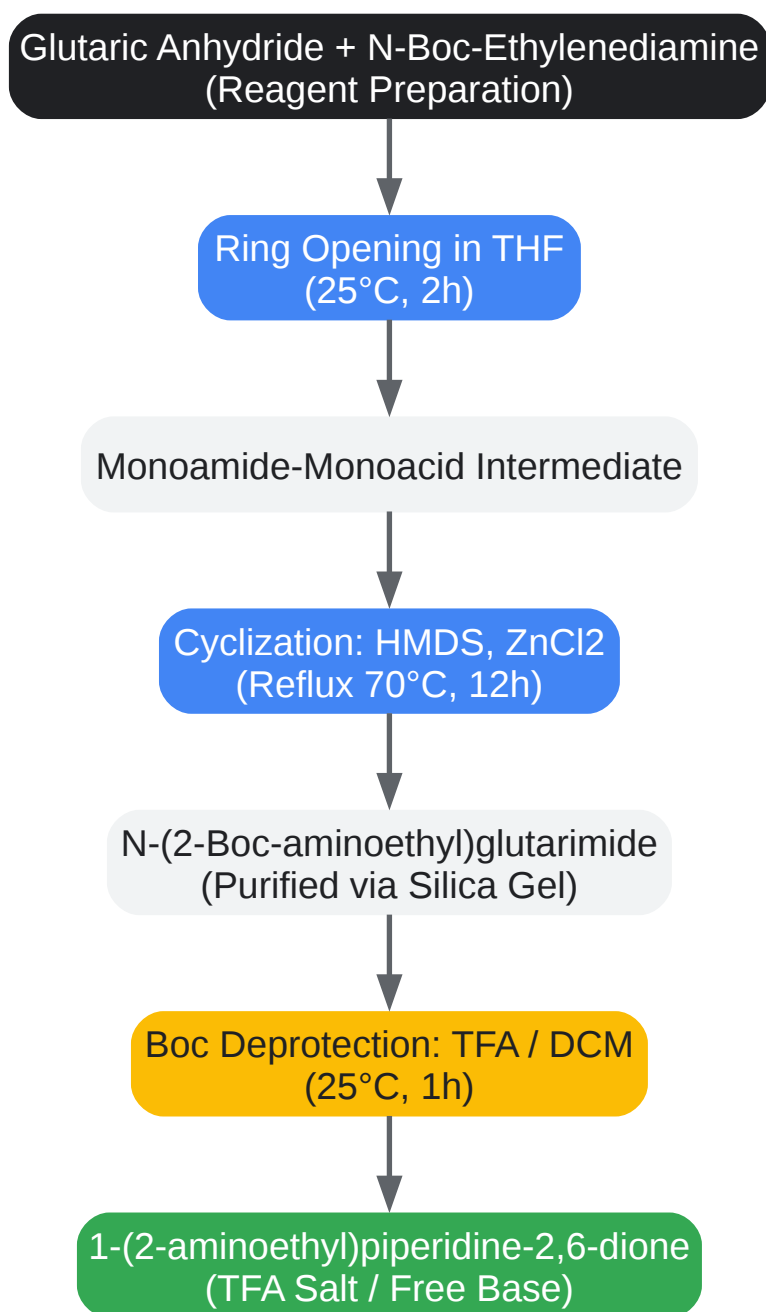 Glutaric Anhydride + N-Boc-Ethylenediamine
(Reagent Preparation)
Ring Opening in THF
(25°C, 2h)
Monoamide-Monoacid Intermediate
Cyclization: HMDS, ZnCl2
(Reflux 70°C, 12h)
N-(2-Boc-aminoethyl)glutarimide
(Purified via Silica Gel)
Boc Deprotection: TFA / DCM
(25°C, 1h)
1-(2-aminoethyl)piperidine-2,6-dione
(TFA Salt / Free Base)